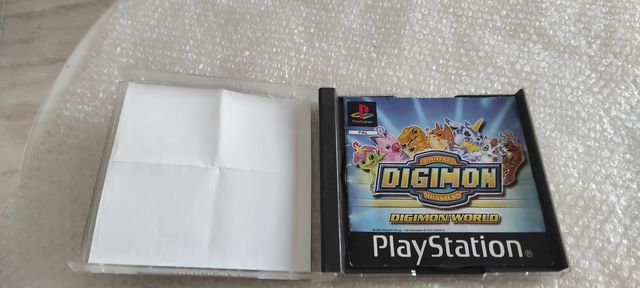 PlayStation
PAL
DIGITAL
DIGIMON
MONSTERS
DIGIMON WORLD
PlayStation®